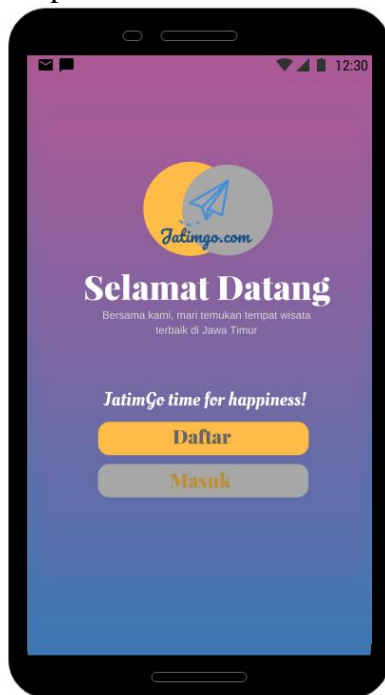 12:30
Jatimgo.com
Selamat Datang
Bersama kami, mari temukan tempat wisata
terbaik di Jawa Timur
JatimGo time for happiness!
Daftar
Masuk